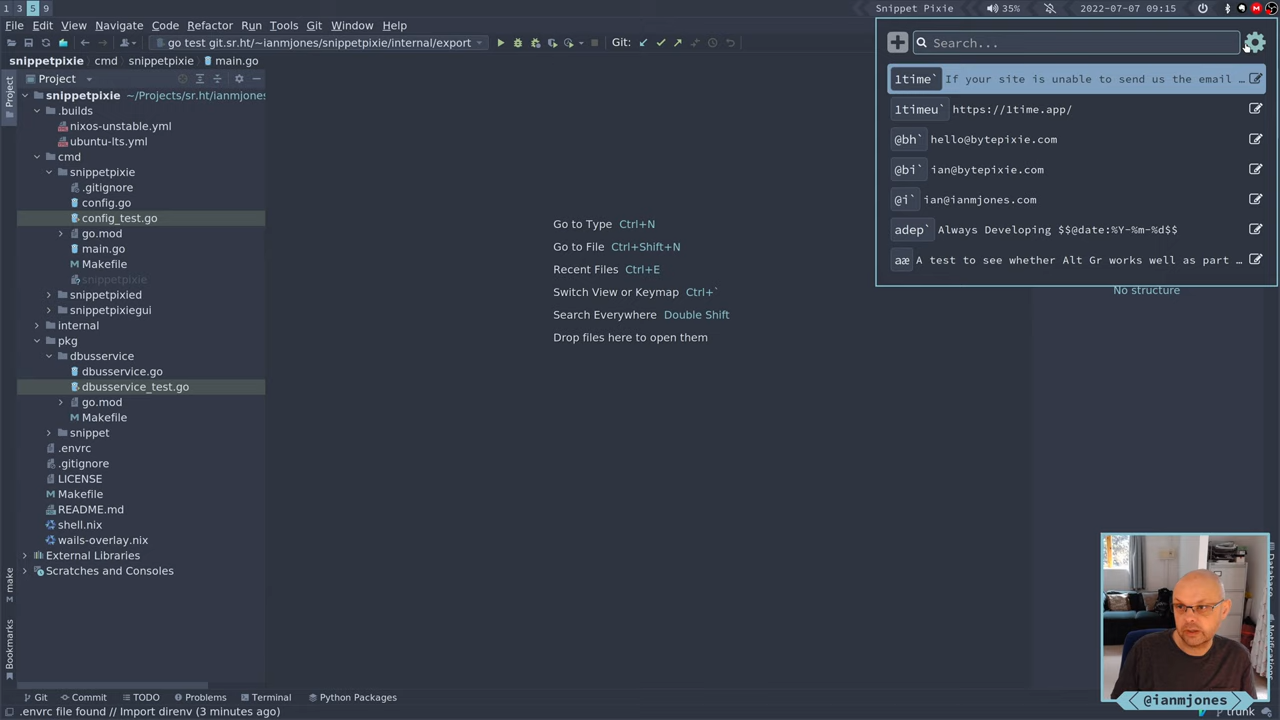 1 3 5 9
Snippet Pixie
35%
2022-07-07 09:15
File Edit View Navigate Code Refactor Run Tools Git Window Help
go test git.sr.ht/~ianmjones/snippetpixie/internal/export
Git:
snippetpixie
cmd
snippetpixie
main.go
Project
Project
snippetpixie ~/Projects/sr.ht/ianmjones
.builds
nixos-unstable.yml
ubuntu-lts.yml
cmd
snippetpixie
.gitignore
config.go
config_test.go
go.mod
main.go
Makefile
snippetpixie
snippetpixied
snippetpixiegui
internal
pkg
dbusservice
dbusservice.go
dbusservice_test.go
go.mod
Makefile
snippet
.envrc
.gitignore
LICENSE
Makefile
README.md
shell.nix
wails-overlay.nix
External Libraries
Scratches and Consoles
make
Bookmarks
Go to Type Ctrl+N
Go to File Ctrl+Shift+N
Recent Files Ctrl+E
Switch View or Keymap Ctrl+`
Search Everywhere Double Shift
Drop files here to open them
Search...
1time` If your site is unable to send us the email …
1timeu` https://1time.app/
@bh` hello@bytepixie.com
@bi` ian@bytepixie.com
@i` ian@ianmjones.com
adep` Always Developing $$@date:%Y-%m-%d$$
aæ A test to see whether Alt Gr works well as part …
No structure
Database
Notifications
@ianmjones
Git Commit TODO Problems Terminal Python Packages
.envrc file found // Import direnv (3 minutes ago)
trunk